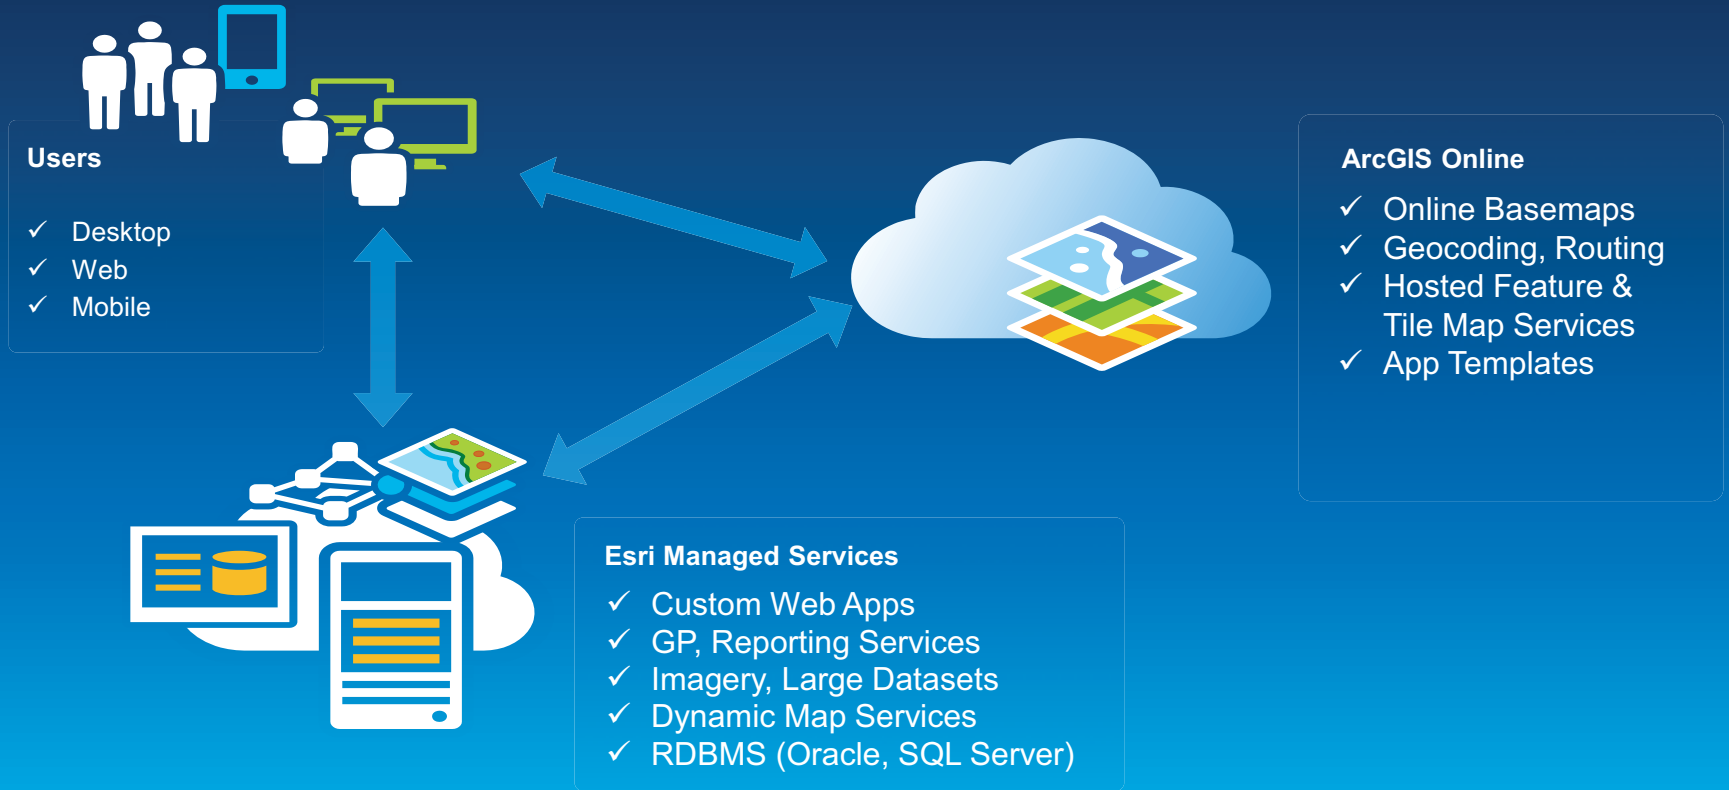 Users
✓ Desktop
✓ Web
✓ Mobile
ArcGIS Online
✓ Online Basemaps
✓ Geocoding, Routing
✓ Hosted Feature &
Tile Map Services
✓ App Templates
Esri Managed Services
✓ Custom Web Apps
✓ GP, Reporting Services
✓ Imagery, Large Datasets
✓ Dynamic Map Services
✓ RDBMS (Oracle, SQL Server)